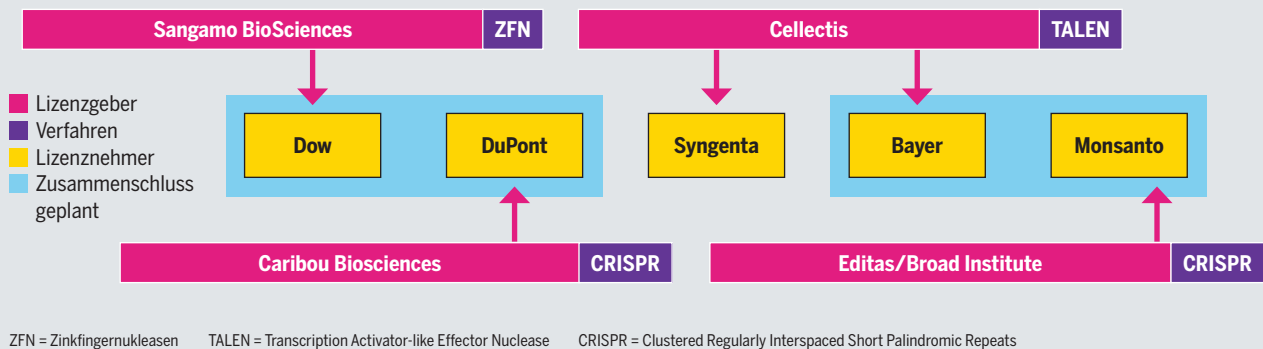 Sangamo BioSciences ZFN
Cellectis TALEN
Lizenzgeber
Verfahren
Lizenznehmer
Zusammenschluss
geplant
Dow
DuPont
Syngenta
Bayer
Monsanto
Caribou Biosciences CRISPR
Editas/Broad Institute CRISPR
ZFN = Zinkfingernukleasen TALEN = Transcription Activator-like Effector Nuclease CRISPR = Clustered Regularly Interspaced Short Palindromic Repeats